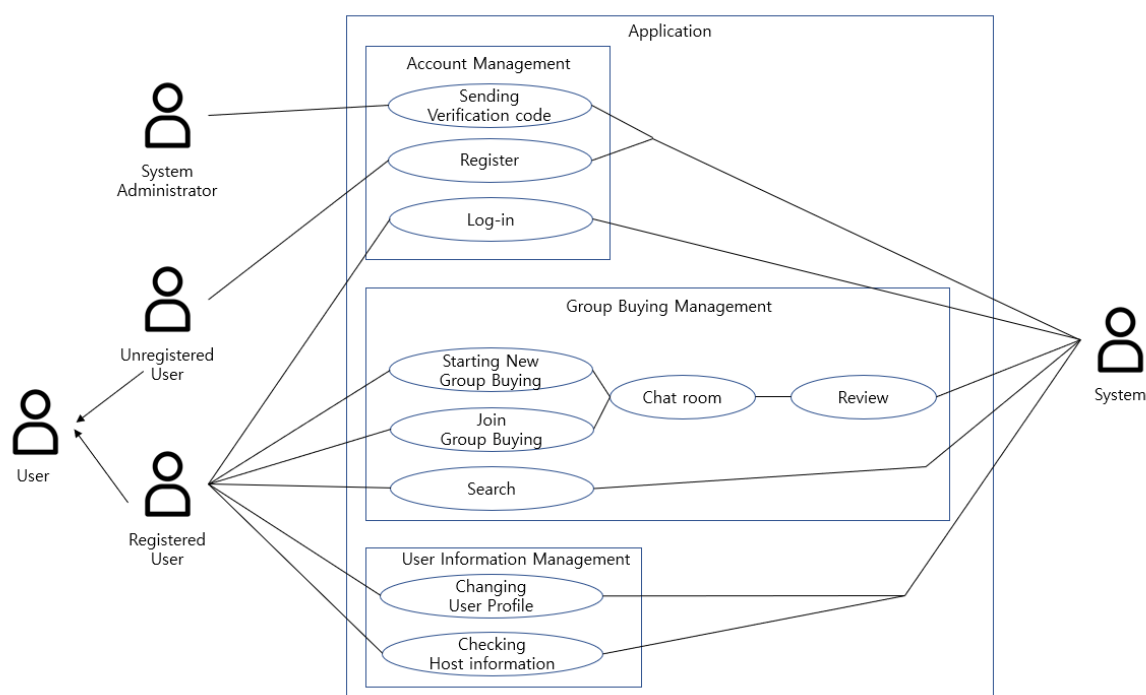 Application
Account Management
Sending
Verification code
Register
Log-in
System
Administrator
Unregistered
User
User
Registered
User
Group Buying Management
Starting New
Group Buying
Join
Group Buying
Search
Chat room
Review
System
User Information Management
Changing
User Profile
Checking
Host information